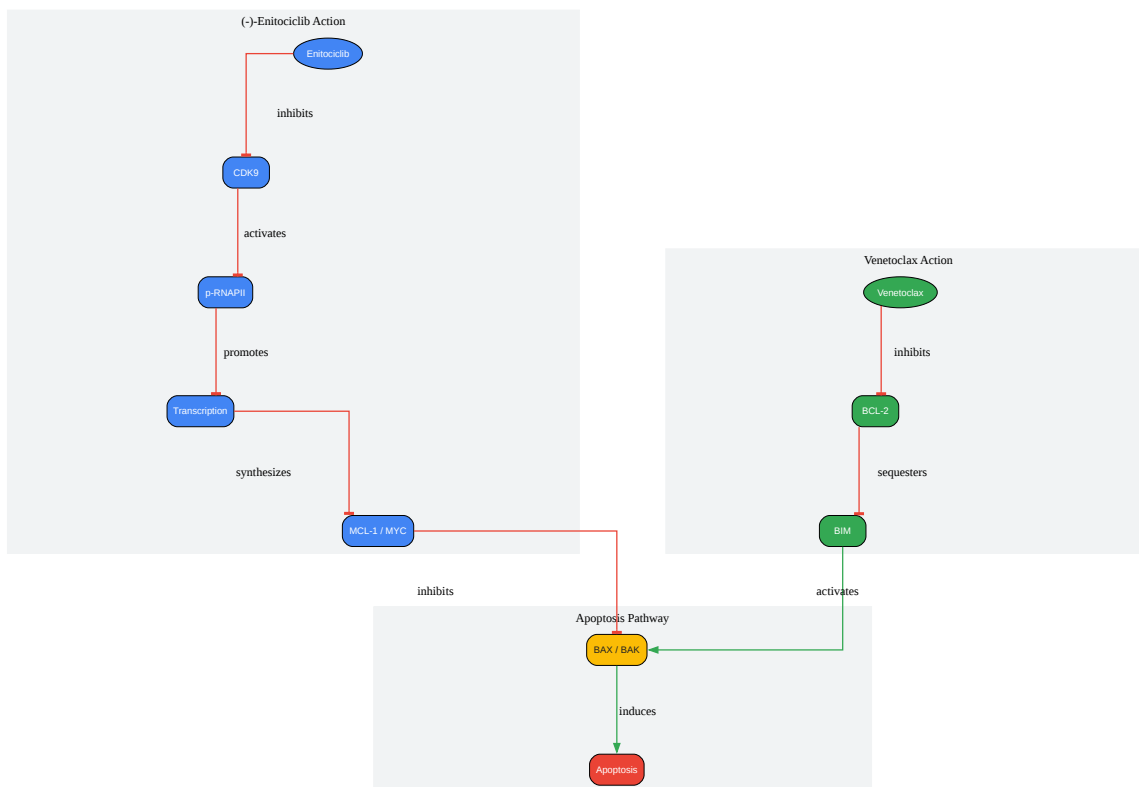 (-)-Enitociclib Action
Enitociclib
inhibits
CDK9
activates
p-RNAPII
promotes
Transcription
synthesizes
MCL-1 / MYC
inhibits
Venetoclax Action
Venetoclax
inhibits
BCL-2
sequesters
BIM
activates
Apoptosis Pathway
BAX / BAK
induces
Apoptosis